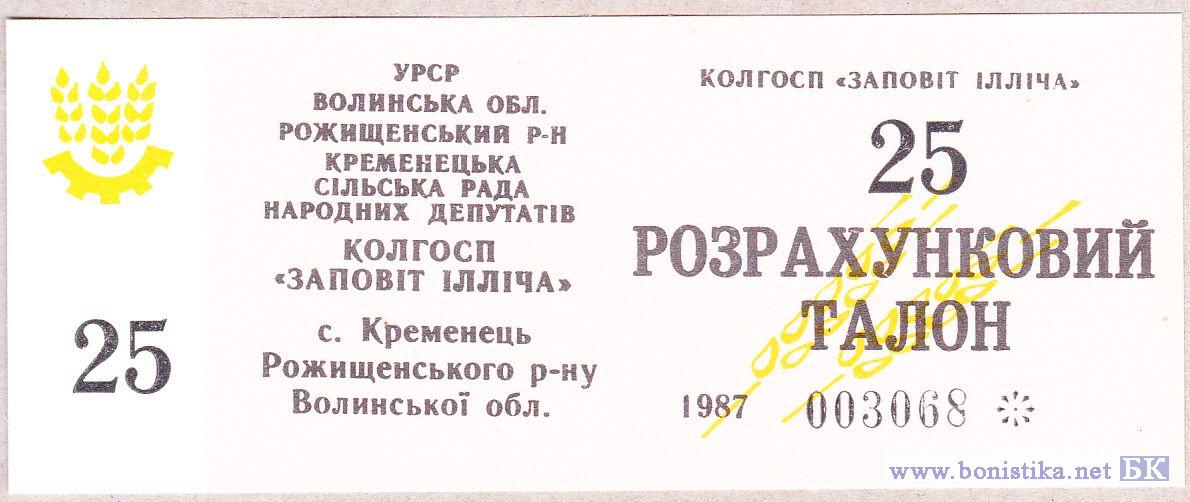 УРСР
ВОЛИНСЬКА ОБЛ.
РОЖИЩЕНСЬКИЙ Р-Н
КРЕМЕНЕЦЬКА
СІЛЬСЬКА РАДА
НАРОДНИХ ДЕПУТАТІВ
КОЛГОСП
«ЗАПОВІТ ІЛЛІЧА»
с. Кременець
Рожищенського р-ну
Волинської обл.
25
КОЛГОСП «ЗАПОВІТ ІЛЛІЧА»
25
РОЗРАХУНКОВИЙ
ТАЛОН
1987 003068
www.bonistika.net БК